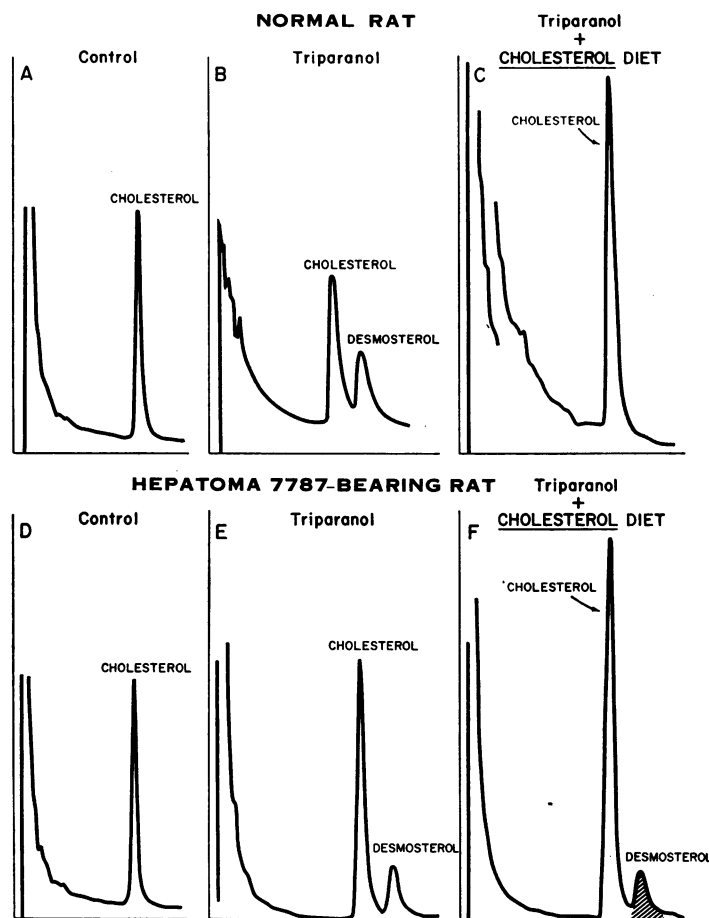 NORMAL RAT
Triparanol
+
CHOLESTEROL DIET
A
Control
B
Triparanol
C
CHOLESTEROL
CHOLESTEROL
CHOLESTEROL
DESMOSTEROL
HEPATOMA 7787-BEARING RAT
Triparanol
+
CHOLESTEROL DIET
D
Control
E
Triparanol
F
CHOLESTEROL
CHOLESTEROL
CHOLESTEROL
DESMOSTEROL
DESMOSTEROL